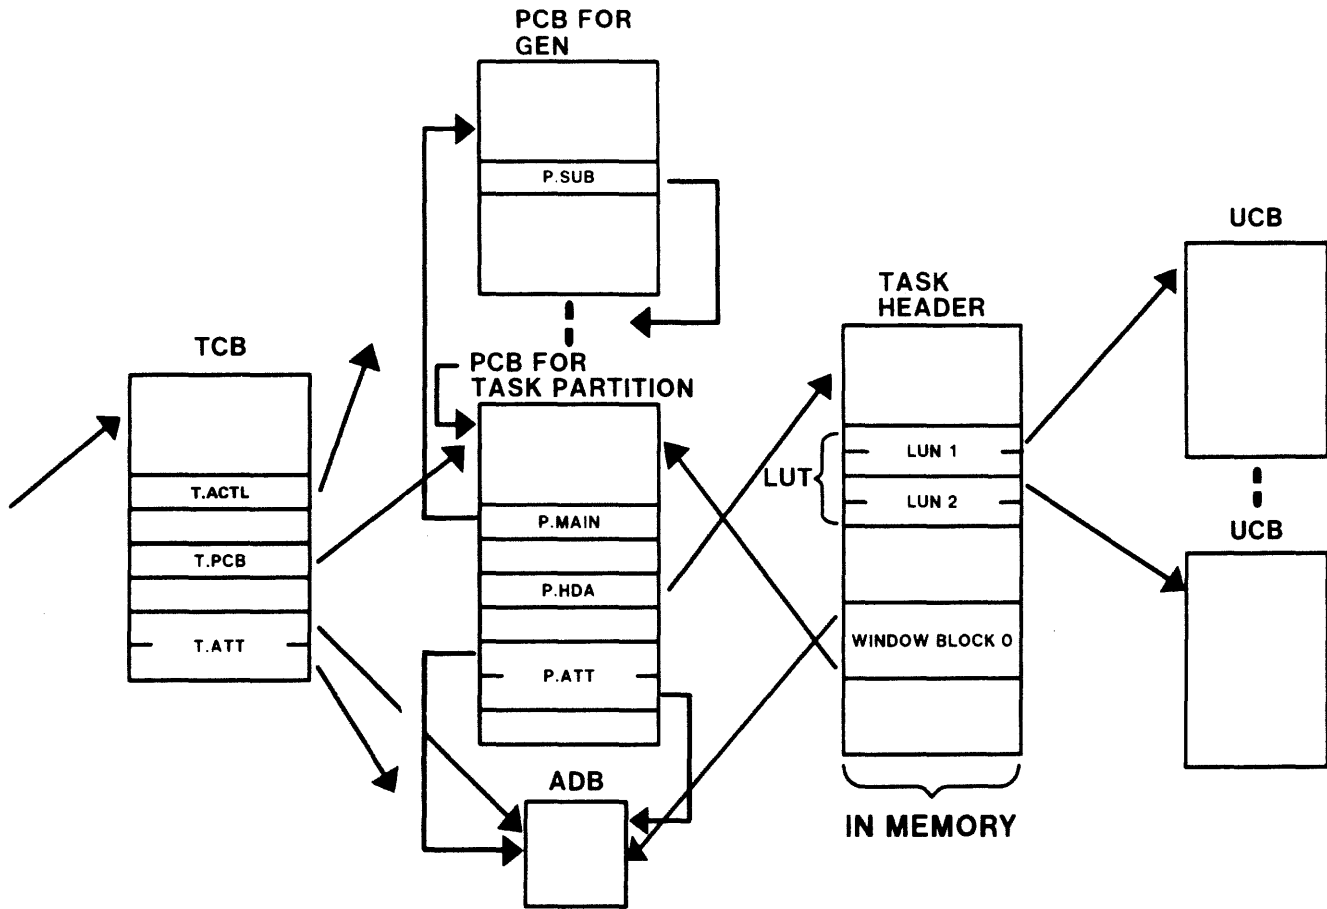 PCB FOR
GEN
P.SUB
TCB
T.ACTL
T.PCB
T.ATT
PCB FOR
TASK PARTITION
P.MAIN
P.HDA
P.ATT
ADB
TASK
HEADER
LUT
LUN 1
LUN 2
WINDOW BLOCK 0
IN MEMORY
UCB
UCB